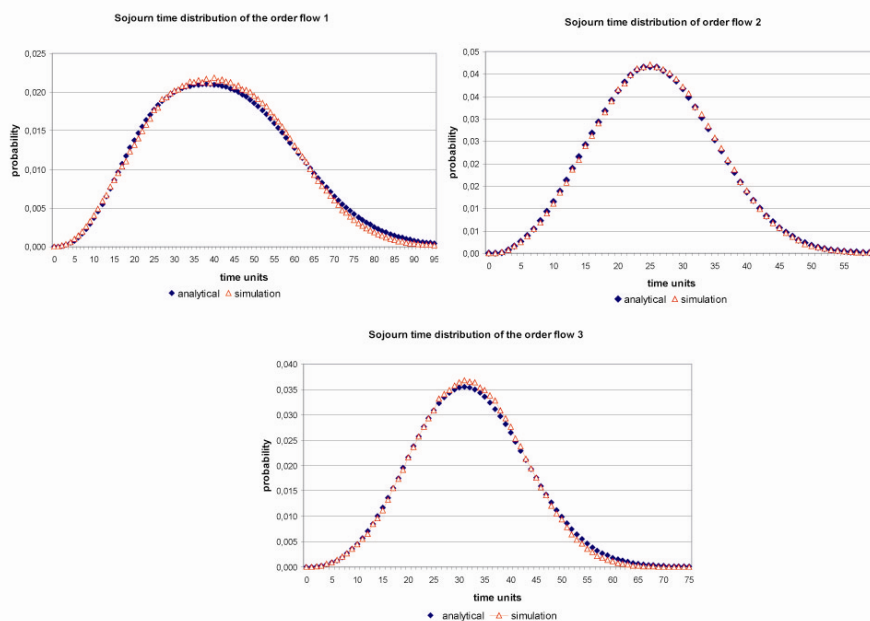 Sojourn time distribution of the order flow 1
0,025
0,020
0,015
0,010
0,005
0,000
probability
0 5 10 15 20 25 30 35 40 45 50 55 60 65 70 75 80 85 90 95
time units
analytical simulation
Sojourn time distribution of order flow 2
0,05
0,04
0,04
0,03
0,03
0,02
0,02
0,01
0,01
0,00
probability
0 5 10 15 20 25 30 35 40 45 50 55
time units
analytical simulation
Sojourn time distribution of the order flow 3
0,040
0,035
0,030
0,025
0,020
0,015
0,010
0,005
0,000
probability
0 5 10 15 20 25 30 35 40 45 50 55 60 65 70 75
time units
analytical simulation